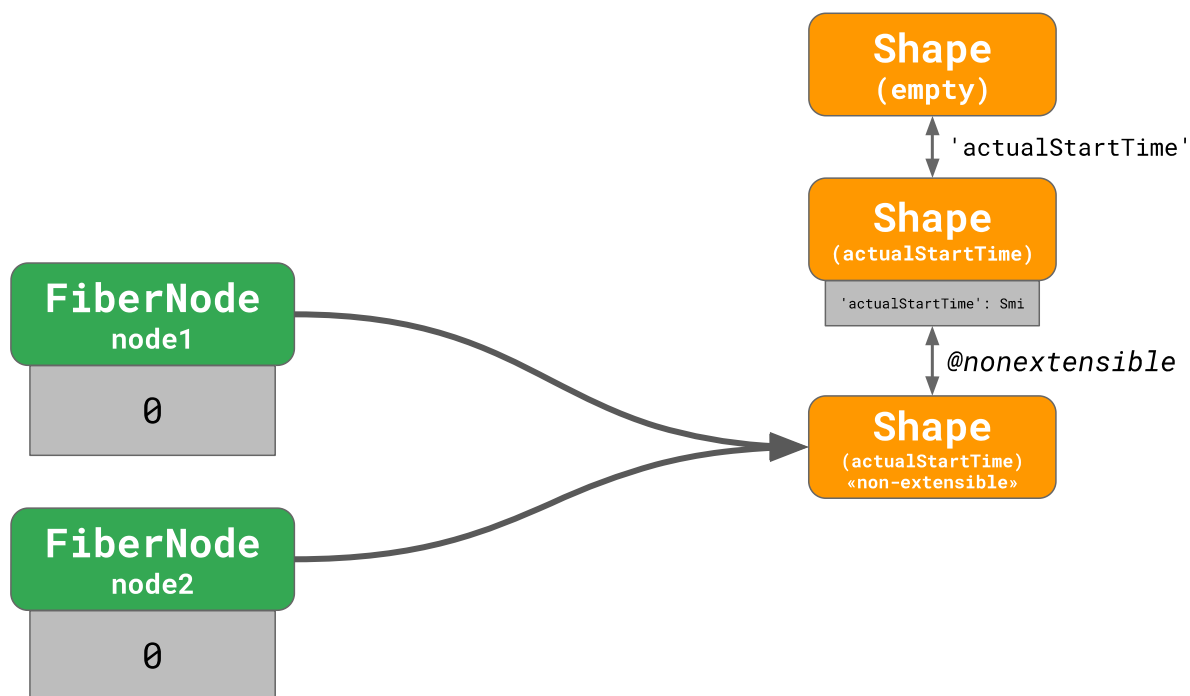 Shape
(empty)
'actualStartTime'
Shape
(actualStartTime)
'actualStartTime': Smi
@nonextensible
Shape
(actualStartTime)
«non-extensible»
FiberNode
node1
0
FiberNode
node2
0